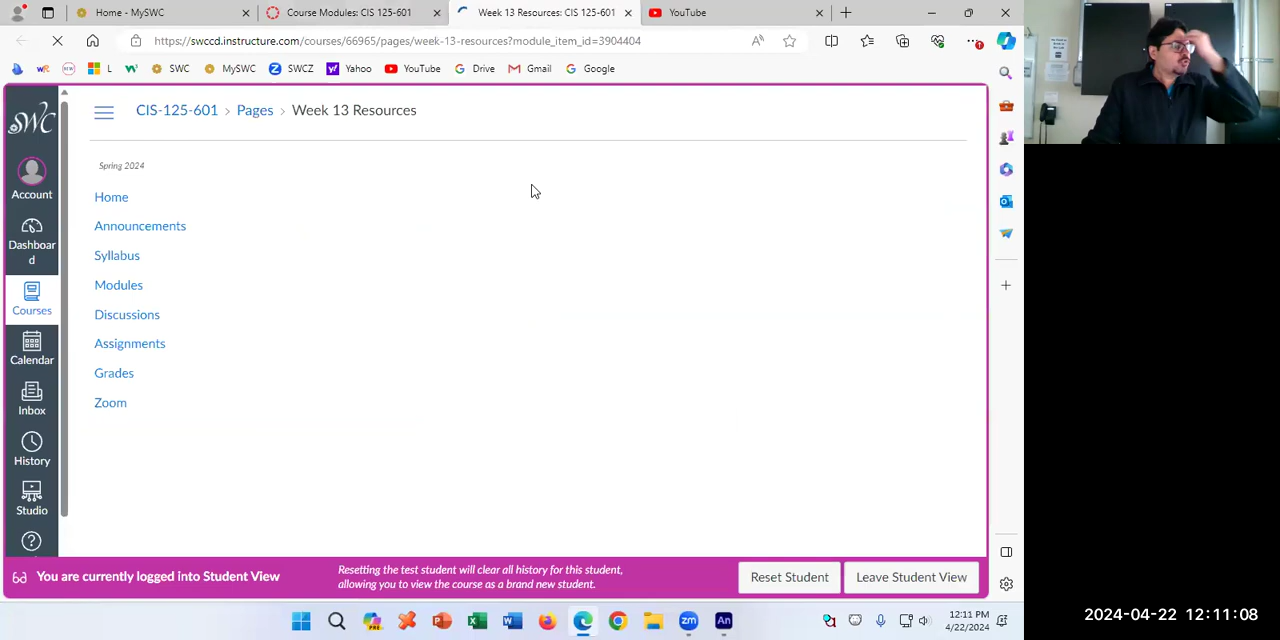 Home - MySWC
Course Modules: CIS 125-601
Week 13 Resources: CIS 125-601
YouTube
https://swccd.instructure.com/courses/66965/pages/week-13-resources?module_item_id=3904404
L
SWC
MySWC
SWCZ
Yahoo
YouTube
Drive
Gmail
Google
SWC
CIS-125-601 › Pages › Week 13 Resources
Spring 2024
Home
Announcements
Syllabus
Modules
Discussions
Assignments
Grades
Zoom
Account
Dashboar
d
Courses
Calendar
Inbox
History
Studio
You are currently logged into Student View
Resetting the test student will clear all history for this student,
allowing you to view the course as a brand new student.
Reset Student
Leave Student View
zm
An
12:11 PM
4/22/2024
2024-04-22 12:11:08